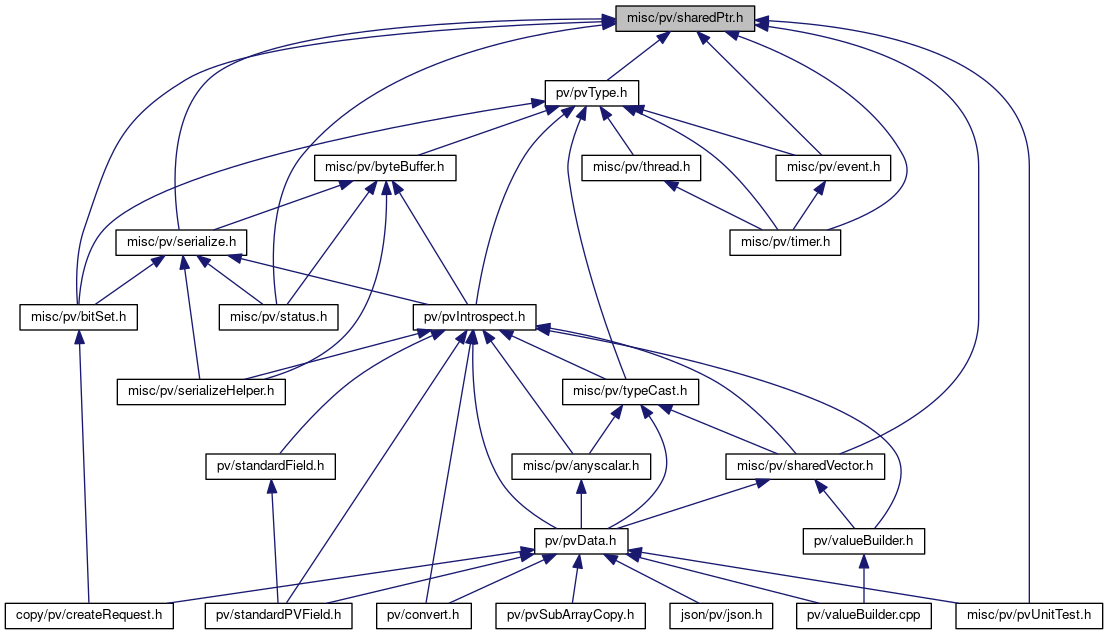 misc/pv/sharedPtr.h
pv/pvType.h
misc/pv/byteBuffer.h
misc/pv/thread.h
misc/pv/event.h
misc/pv/serialize.h
misc/pv/timer.h
misc/pv/bitSet.h
misc/pv/status.h
pv/pvIntrospect.h
misc/pv/serializeHelper.h
misc/pv/typeCast.h
pv/standardField.h
misc/pv/anyscalar.h
misc/pv/sharedVector.h
pv/pvData.h
pv/valueBuilder.h
copy/pv/createRequest.h
pv/standardPVField.h
pv/convert.h
pv/pvSubArrayCopy.h
json/pv/json.h
pv/valueBuilder.cpp
misc/pv/pvUnitTest.h